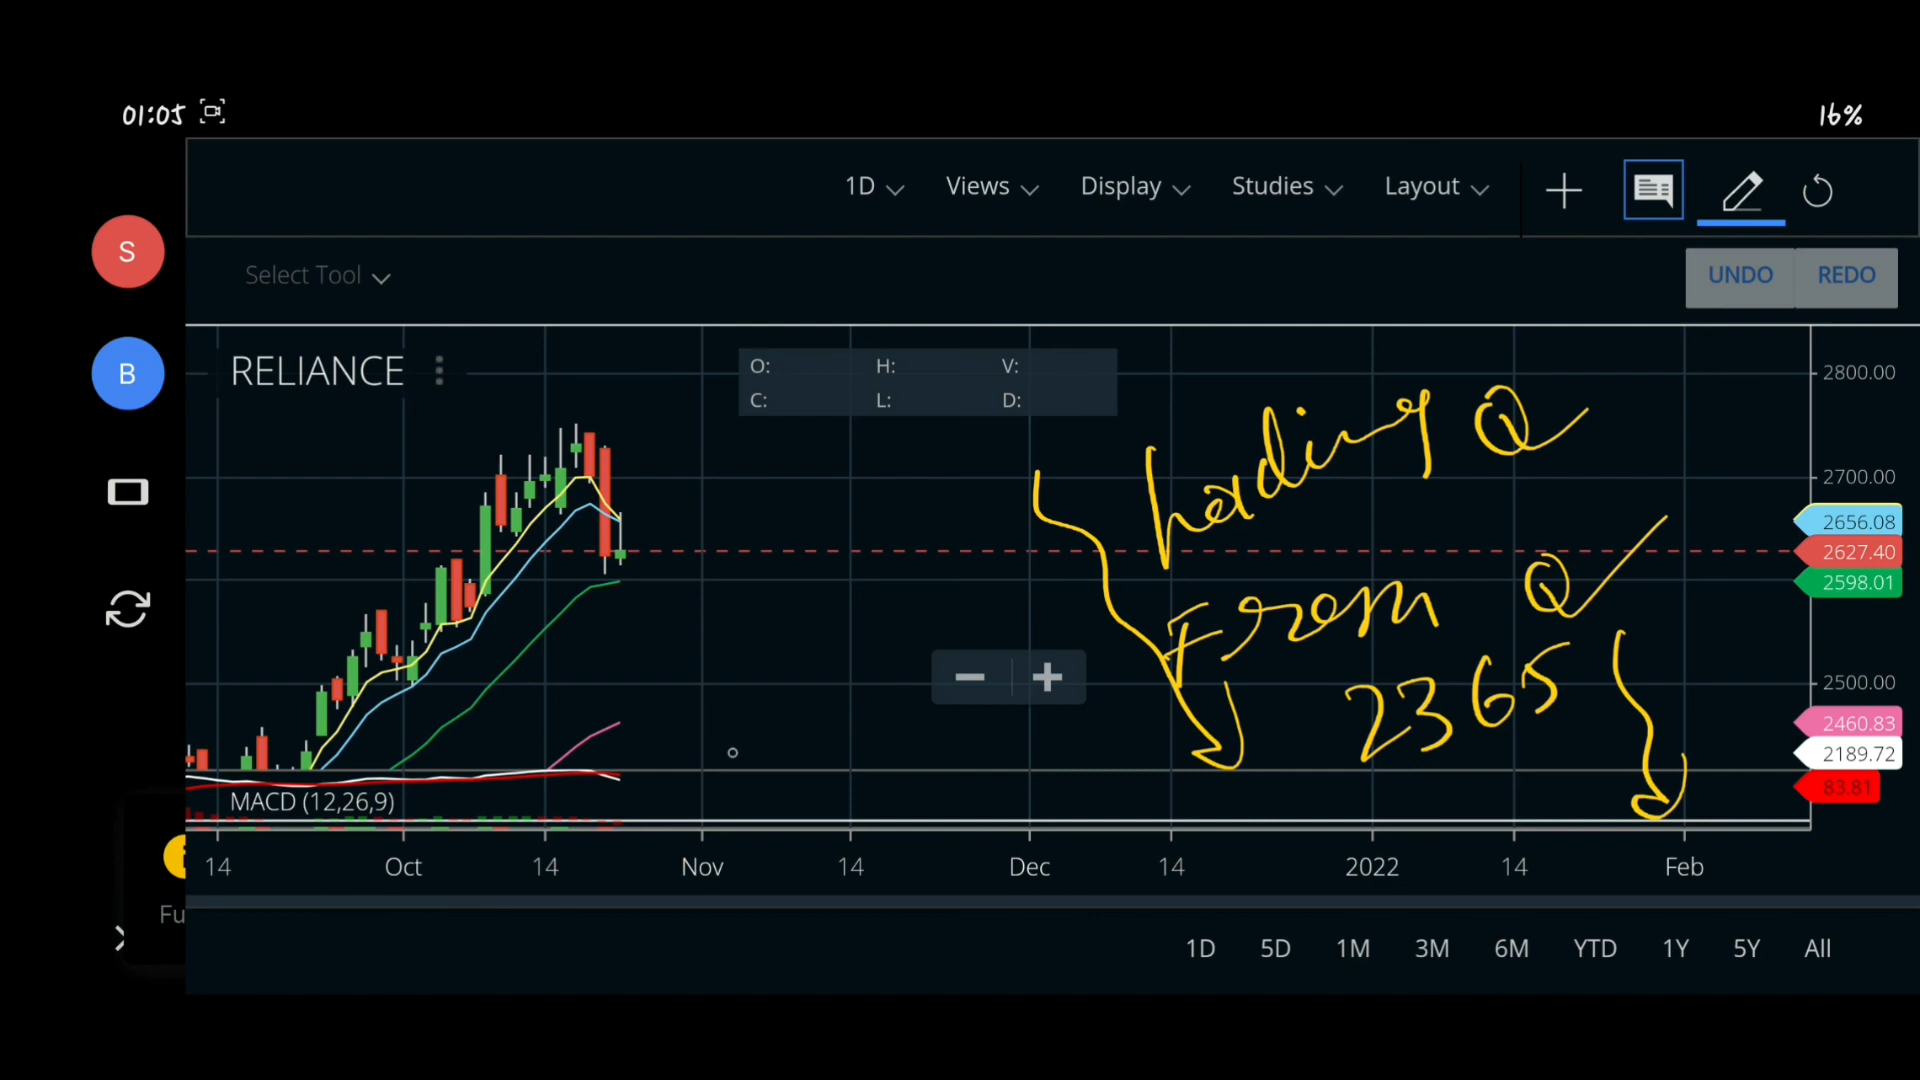 01:05 16%
1D Views Display Studies Layout
S
Select Tool UNDO REDO
B
RELIANCE O: H: V:
C: L: D:
2800.00
2700.00
2656.08
2627.40
2598.01
2500.00
2460.83
2189.72
83.81
Q
From Q
2365
MACD (12,26,9)
14 Oct 14 Nov 14 Dec 14 2022 14 Feb
Fu
1D 5D 1M 3M 6M YTD 1Y 5Y All